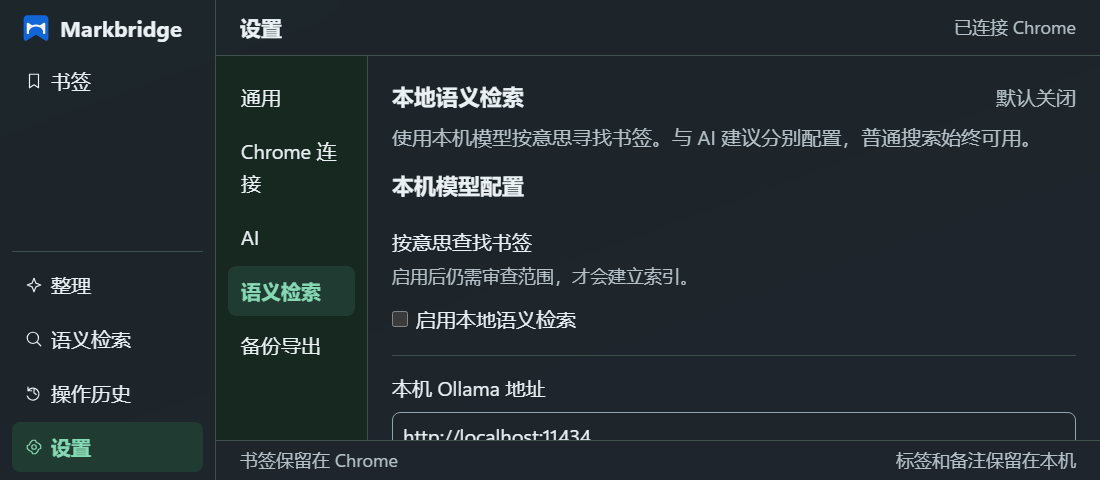 Markbridge
书签
整理
语义检索
操作历史
设置
设置
已连接 Chrome
通用
Chrome 连
接
AI
语义检索
备份导出
本地语义检索
默认关闭
使用本机模型按意思寻找书签。与 AI 建议分别配置，普通搜索始终可用。
本机模型配置
按意思查找书签
启用后仍需审查范围，才会建立索引。
启用本地语义检索
本机 Ollama 地址
http://localhost:11434
书签保留在 Chrome
标签和备注保留在本机